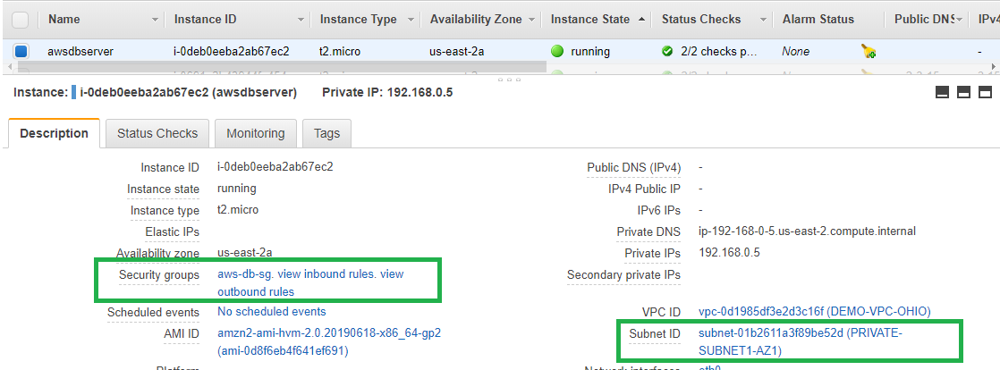 Name Instance ID Instance Type Availability Zone Instance State Status Checks Alarm Status Public DNS IPv4
awsdbserver i-0deb0eeba2ab67ec2 t2.micro us-east-2a running 2/2 checks p... None -
Instance: i-0deb0eeba2ab67ec2 (awsdbserver) Private IP: 192.168.0.5
Description Status Checks Monitoring Tags
Instance ID i-0deb0eeba2ab67ec2 Public DNS (IPv4) -
Instance state running IPv4 Public IP -
Instance type t2.micro IPv6 IPs -
Elastic IPs Private DNS ip-192-168-0-5.us-east-2.compute.internal
Availability zone us-east-2a Private IPs 192.168.0.5
Security groups aws-db-sg. view inbound rules. view Secondary private IPs
outbound rules
Scheduled events No scheduled events VPC ID vpc-0d1985df3e2d3c16f (DEMO-VPC-OHIO)
AMI ID amzn2-ami-hvm-2.0.20190618-x86_64-gp2 Subnet ID subnet-01b2611a3f89be52d (PRIVATE-
(ami-0d8f6eb4f641ef691) SUBNET1-AZ1)
Platform Network interfaces eth0